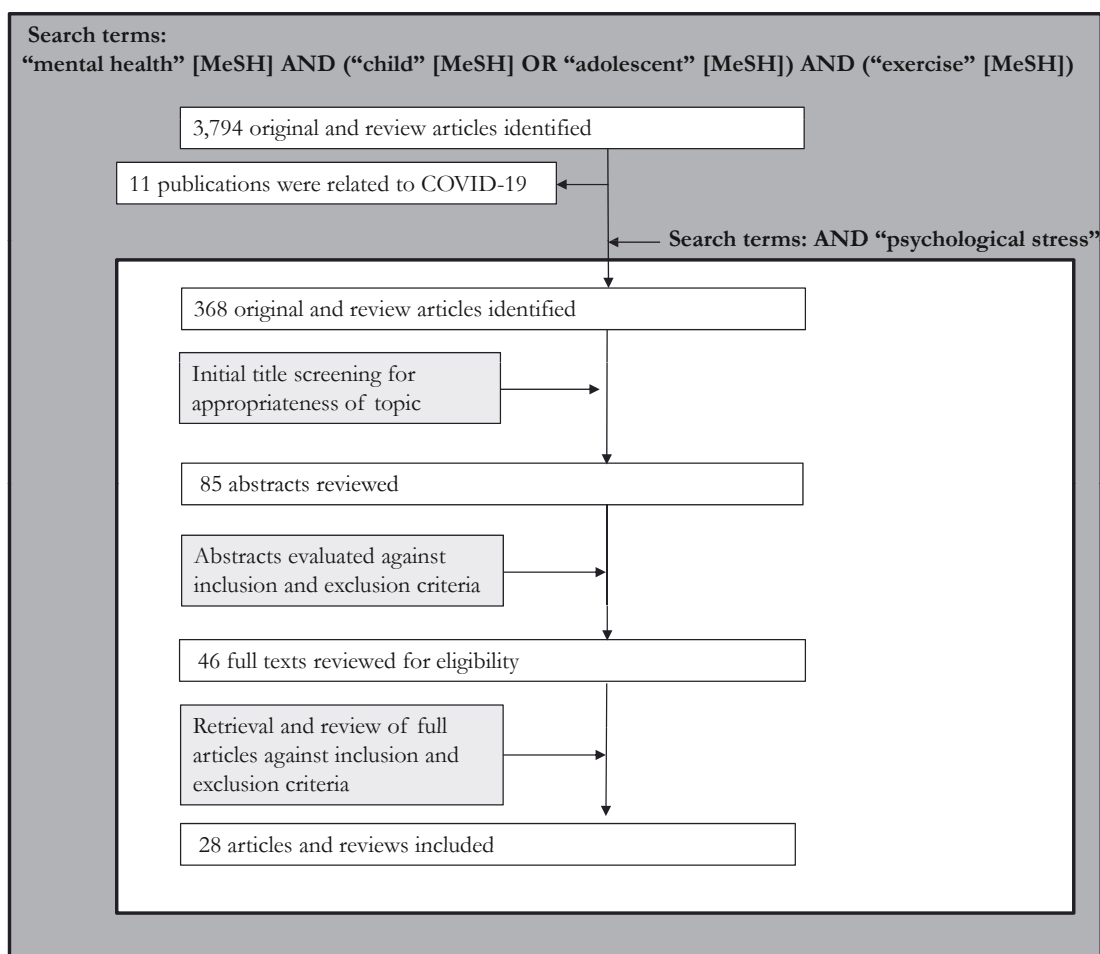 Search terms:
“mental health” [MeSH] AND (“child” [MeSH] OR “adolescent” [MeSH]) AND (“exercise” [MeSH])
3,794 original and review articles identified
11 publications were related to COVID-19
Search terms: AND “psychological stress”
368 original and review articles identified
Initial title screening for
appropriateness of topic
85 abstracts reviewed
Abstracts evaluated against
inclusion and exclusion criteria
46 full texts reviewed for eligibility
Retrieval and review of full
articles against inclusion and
exclusion criteria
28 articles and reviews included